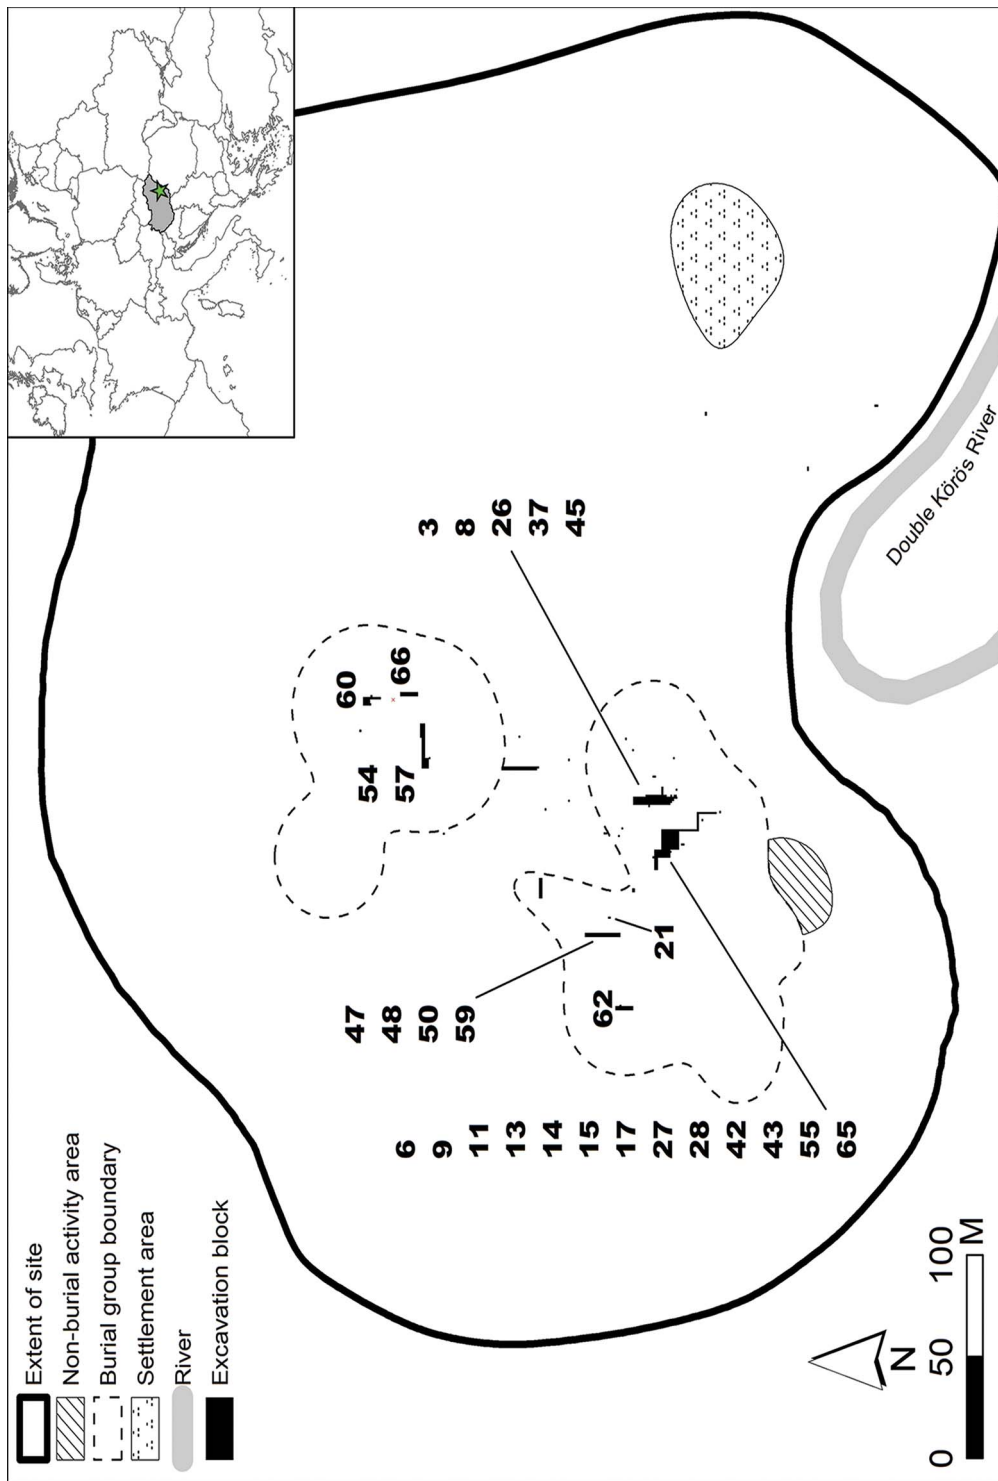 Extent of site
Non-burial activity area
Burial group boundary
Settlement area
River
Excavation block
60
66
54
57
3
8
26
37
45
47
48
50
59
21
62
6
9
11
13
14
15
17
27
28
42
43
55
65
Double Körös River
N
0 50 100
M